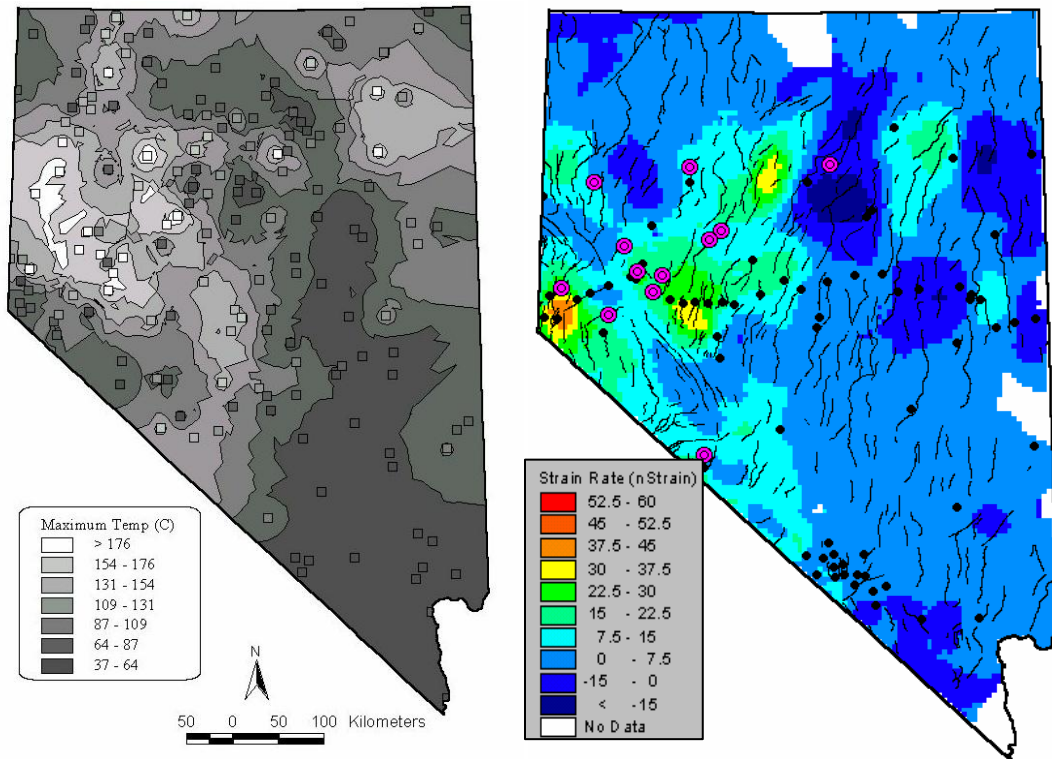 Maximum Temp (C)
> 176
154 - 176
131 - 154
109 - 131
87 - 109
64 - 87
37 - 64
N
50 0 50 100 Kilometers
Strain Rate (nStrain)
52.5 - 60
45 - 52.5
37.5 - 45
30 - 37.5
22.5 - 30
15 - 22.5
7.5 - 15
0 - 7.5
-15 - 0
< -15
No Data